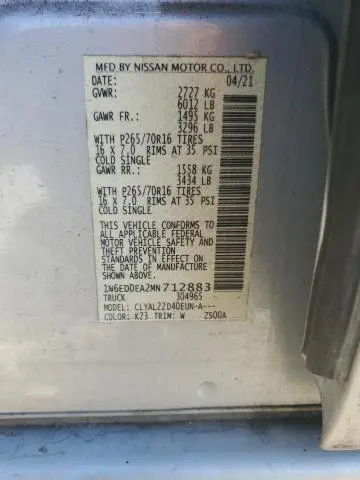 MFD BY NISSAN MOTOR CO., LTD.
DATE: 04/21
GVWR: 2727 KG
6012 LB
GAWR FR.: 1495 KG
3296 LB
WITH P265/70R16 TIRES
16 X 7.0 RIMS AT 35 PSI
COLD SINGLE
GAWR RR.: 1558 KG
3434 LB
WITH P265/70R16 TIRES
16 X 7.0 RIMS AT 35 PSI
COLD SINGLE
THIS VEHICLE CONFORMS TO
ALL APPLICABLE FEDERAL
MOTOR VEHICLE SAFETY
AND THEFT PREVENTION
STANDARDS IN EFFECT ON
THE DATE OF MANUFACTURE
SHOWN ABOVE.
1N6ED0EA2MN712883
TRUCK 304965
MODEL: CLYALZ2D40EUN-A---
COLOR: K23 TRIM: W ZS00A